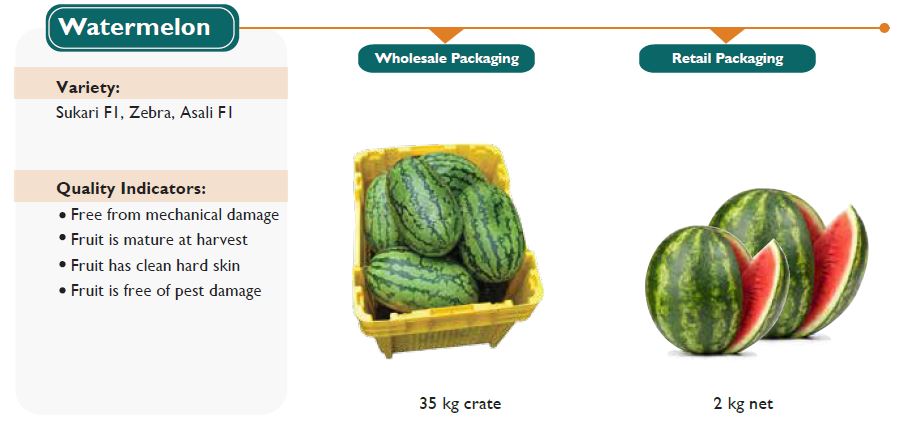 Watermelon
Wholesale Packaging
Retail Packaging
Variety:
Sukari F1, Zebra, Asali F1
Quality Indicators:
• Free from mechanical damage
• Fruit is mature at harvest
• Fruit has clean hard skin
• Fruit is free of pest damage
35 kg crate
2 kg net